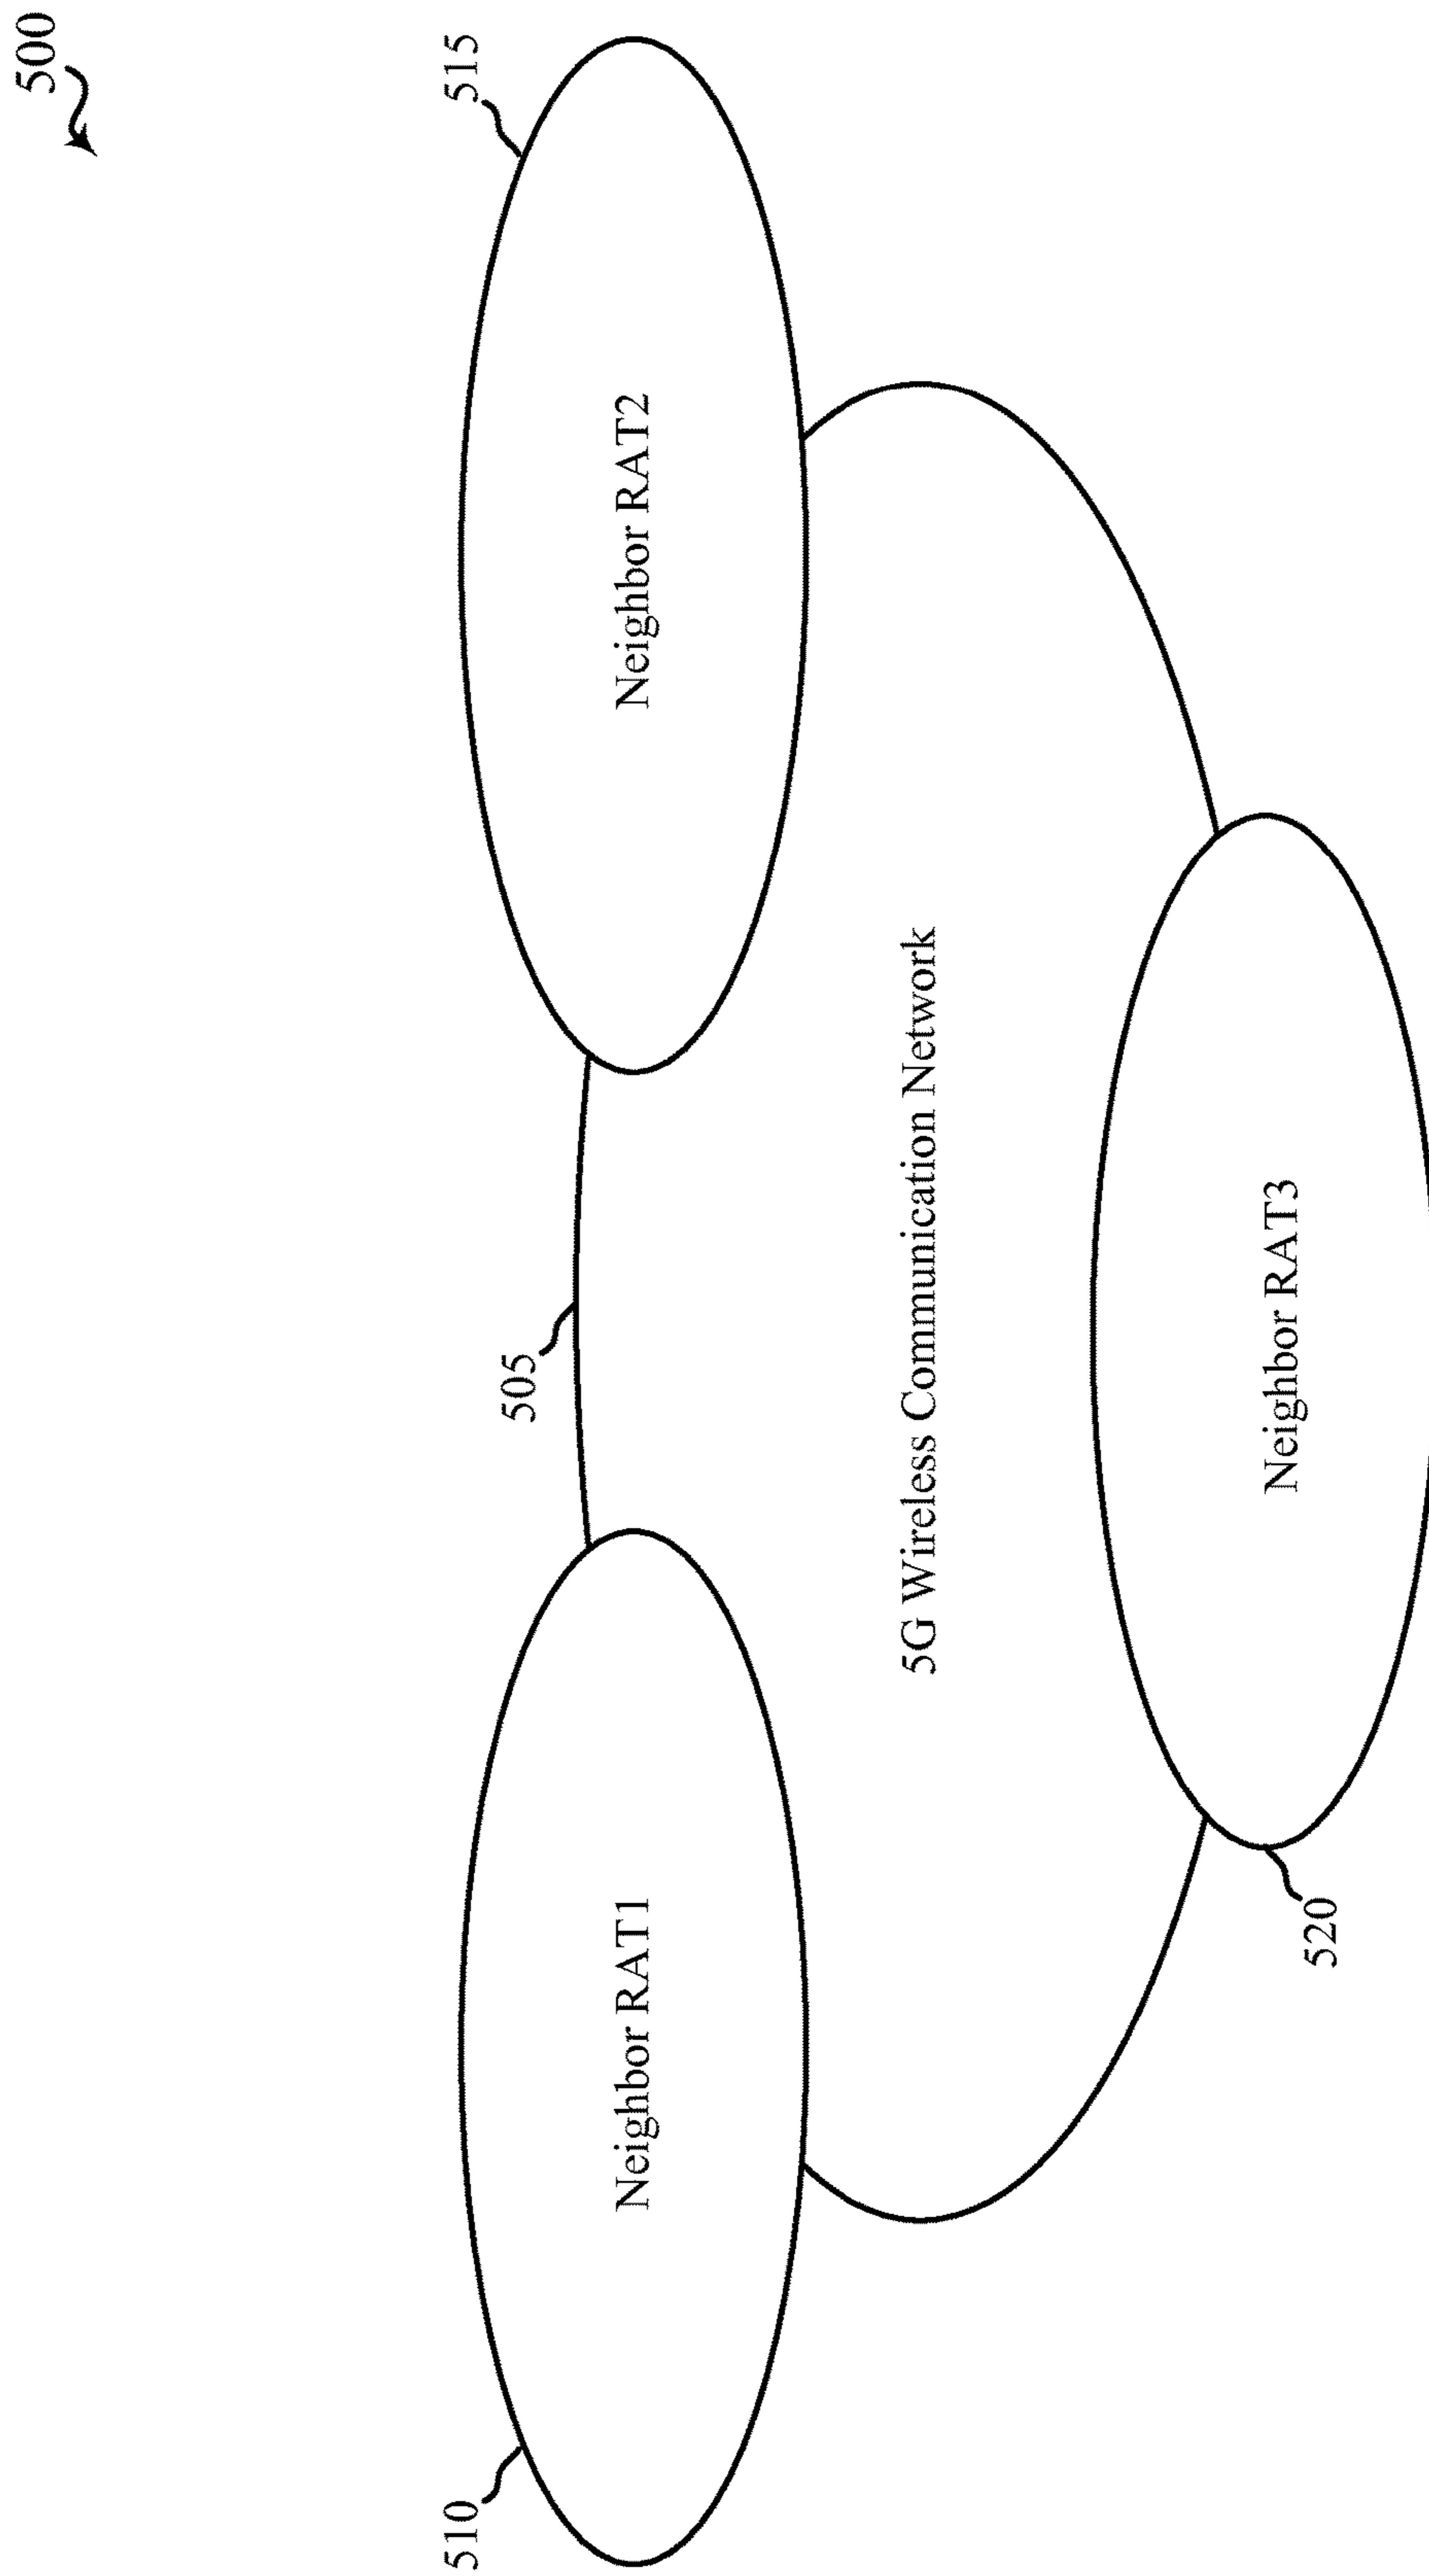 500
510
505
515
Neighbor RAT1
Neighbor RAT2
5G Wireless Communication Network
Neighbor RAT3
520